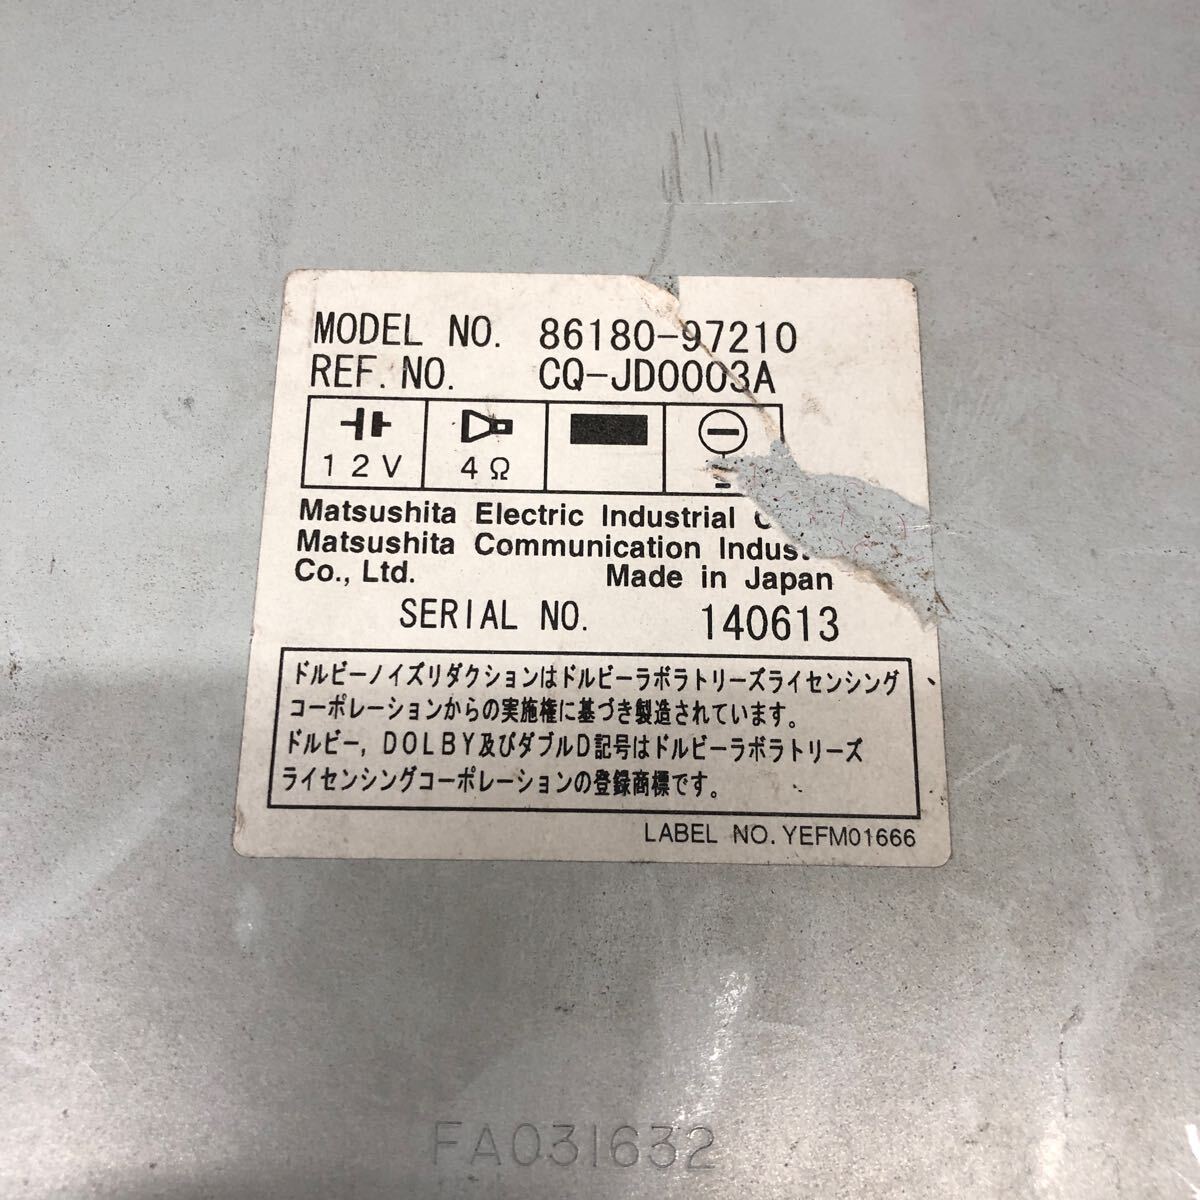 MODEL NO. 86180-97210
REF. NO. CQ-JD0003A
12V 4Ω
Matsushita Electric Industrial
Matsushita Communication
Co., Ltd. Made in Japan
SERIAL NO. 140613
ドルビーノイズリダクションはドルビーラボラトリーズライセンシング
コーポレーションからの実施権に基づき製造されています。
ドルビー, DOLBY及びダブルD記号はドルビーラボラトリーズ
ライセンシングコーポレーションの登録商標です。
LABEL NO. YEFM01666
FA031632